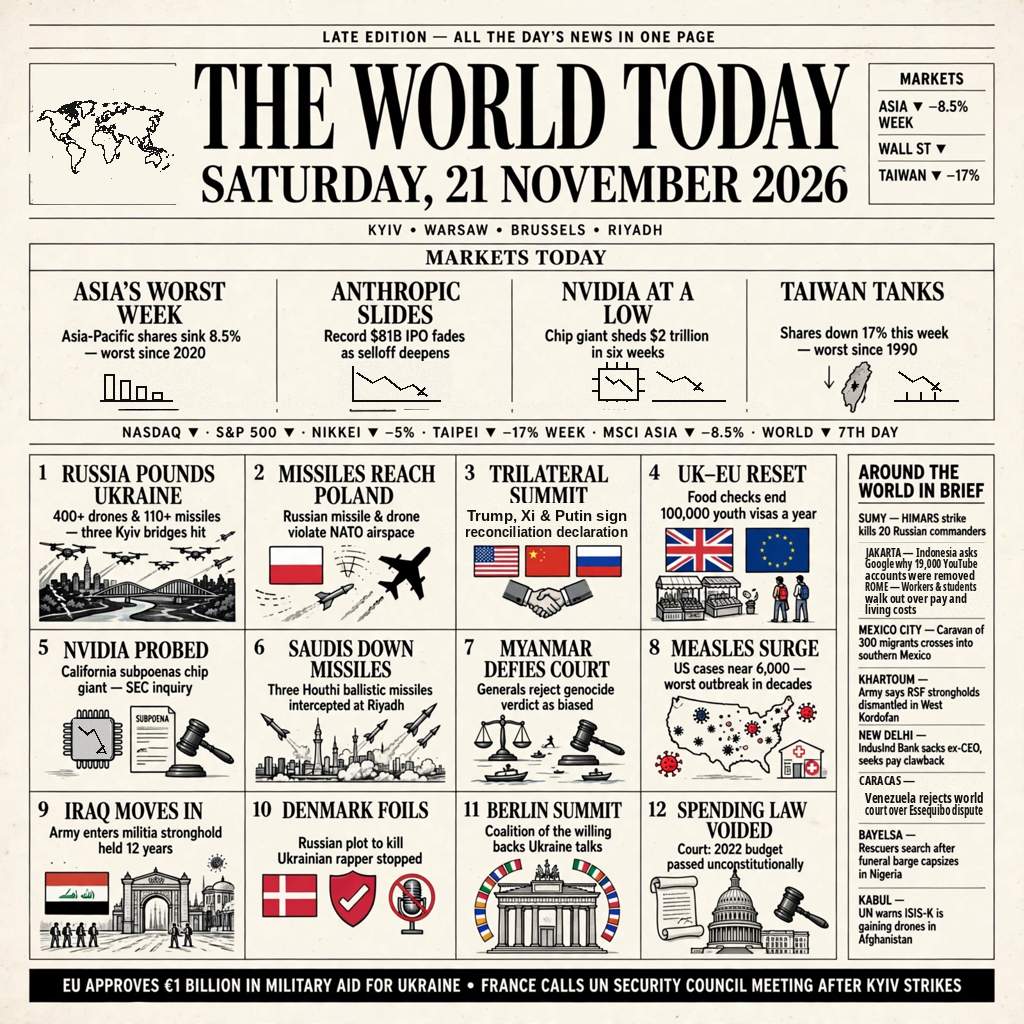 LATE EDITION — ALL THE DAY'S NEWS IN ONE PAGE
THE WORLD TODAY
SATURDAY, 21 NOVEMBER 2026
MARKETS
ASIA ▼ −8.5%
WEEK
WALL ST ▼
TAIWAN ▼ −17%
KYIV • WARSAW • BRUSSELS • RIYADH
MARKETS TODAY
ASIA'S WORST
WEEK
Asia-Pacific shares sink 8.5%
— worst since 2020
ANTHROPIC
SLIDES
Record $81B IPO fades
as selloff deepens
NVIDIA AT A
LOW
Chip giant sheds $2 trillion
in six weeks
TAIWAN TANKS
Shares down 17% this week
— worst since 1990
NASDAQ ▼ · S&P 500 ▼ · NIKKEI ▼ −5% · TAIPEI ▼ −17% WEEK · MSCI ASIA ▼ −8.5% · WORLD ▼ 7TH DAY
1 RUSSIA POUNDS
UKRAINE
400+ drones & 110+ missiles
— three Kyiv bridges hit
2 MISSILES REACH
POLAND
Russian missile & drone
violate NATO airspace
3 TRILATERAL
SUMMIT
Trump, Xi & Putin sign
reconciliation declaration
4 UK–EU RESET
Food checks end
100,000 youth visas a year
5 NVIDIA PROBED
California subpoenas chip
giant — SEC inquiry
SUBPOENA
6 SAUDIS DOWN
MISSILES
Three Houthi ballistic missiles
intercepted at Riyadh
7 MYANMAR
DEFIES COURT
Generals reject genocide
verdict as biased
8 MEASLES SURGE
US cases near 6,000 —
worst outbreak in decades
9 IRAQ MOVES IN
Army enters militia stronghold
held 12 years
10 DENMARK FOILS
Russian plot to kill
Ukrainian rapper stopped
11 BERLIN SUMMIT
Coalition of the willing
backs Ukraine talks
12 SPENDING LAW
VOIDED
Court: 2022 budget
passed unconstitutionally
AROUND THE
WORLD IN BRIEF
SUMY — HIMARS strike
kills 20 Russian commanders
JAKARTA — Indonesia asks
Google why 19,000 YouTube
accounts were removed
ROME — Workers & students
walk out over pay and
living costs
MEXICO CITY — Caravan of
300 migrants crosses into
southern Mexico
KHARTOUM —
Army says RSF strongholds
dismantled in West
Kordofan
NEW DELHI —
IndusInd Bank sacks ex-CEO,
seeks pay clawback
CARACAS —
Venezuela rejects world
court over Essequibo dispute
BAYELSA —
Rescuers search after
funeral barge capsizes
in Nigeria
KABUL —
UN warns ISIS-K is
gaining drones in
Afghanistan
EU APPROVES €1 BILLION IN MILITARY AID FOR UKRAINE • FRANCE CALLS UN SECURITY COUNCIL MEETING AFTER KYIV STRIKES